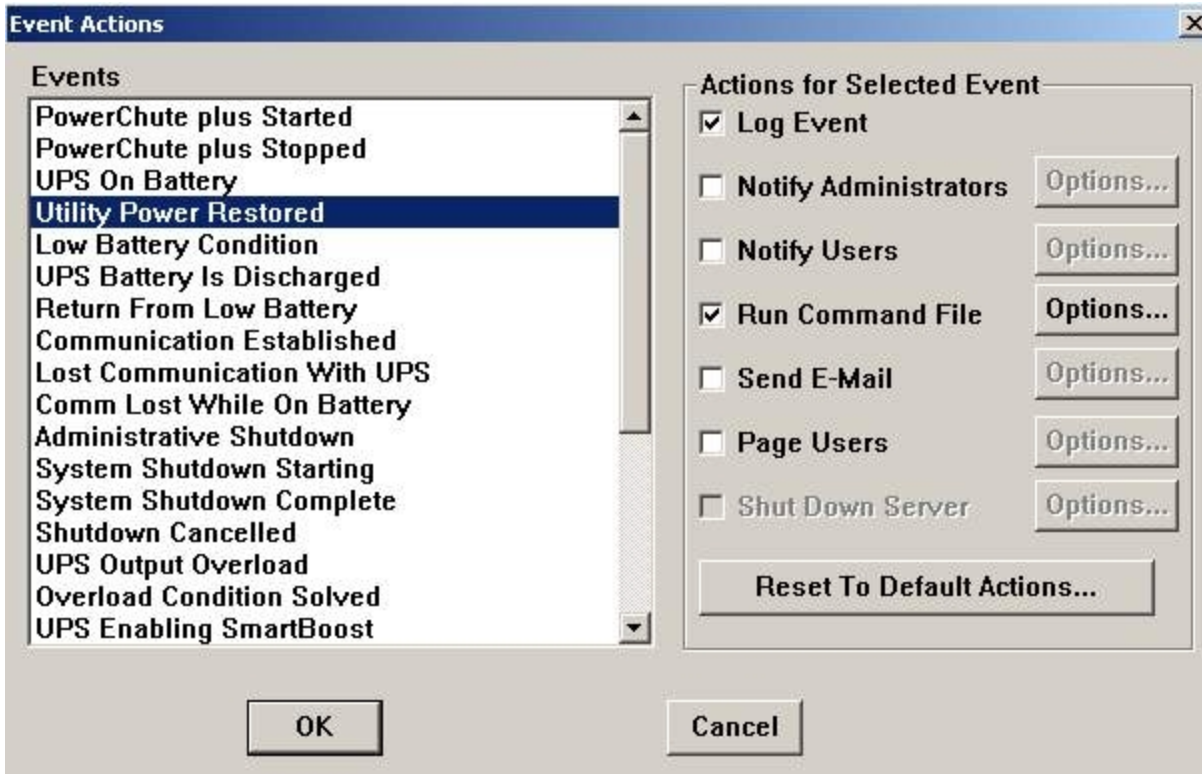 Event Actions
Events
PowerChute plus Started
PowerChute plus Stopped
UPS On Battery
Utility Power Restored
Low Battery Condition
UPS Battery Is Discharged
Return From Low Battery
Communication Established
Lost Communication With UPS
Comm Lost While On Battery
Administrative Shutdown
System Shutdown Starting
System Shutdown Complete
Shutdown Cancelled
UPS Output Overload
Overload Condition Solved
UPS Enabling SmartBoost
Actions for Selected Event
Log Event
Notify Administrators Options...
Notify Users Options...
Run Command File Options...
Send E-Mail Options...
Page Users Options...
Shut Down Server Options...
Reset To Default Actions...
OK Cancel